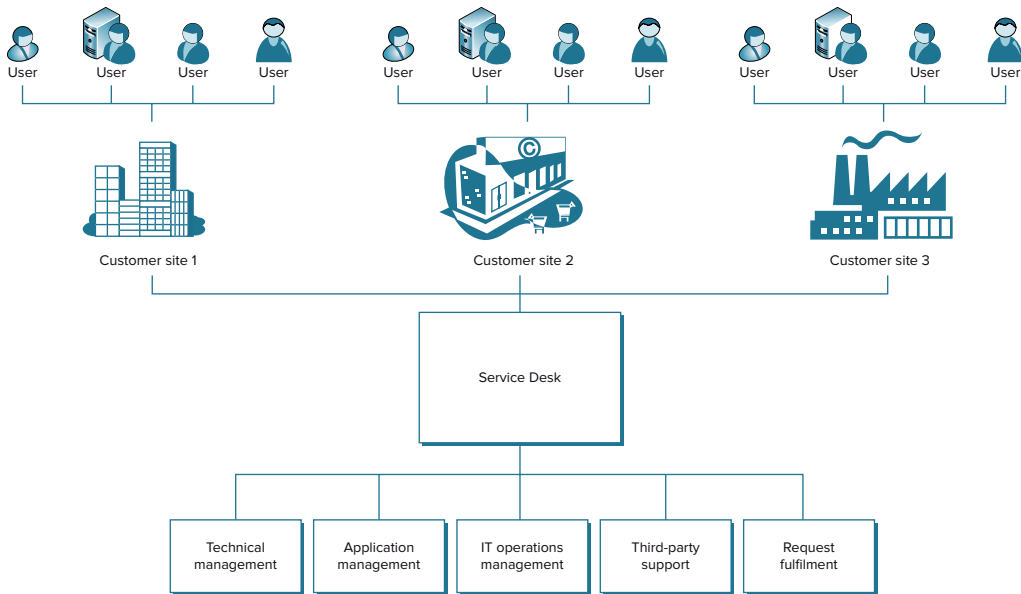 User User User User User User User User User User User User
©
Customer site 1 Customer site 2 Customer site 3
Service Desk
Technical
management
Application
management
IT operations
management
Third-party
support
Request
fulfilment